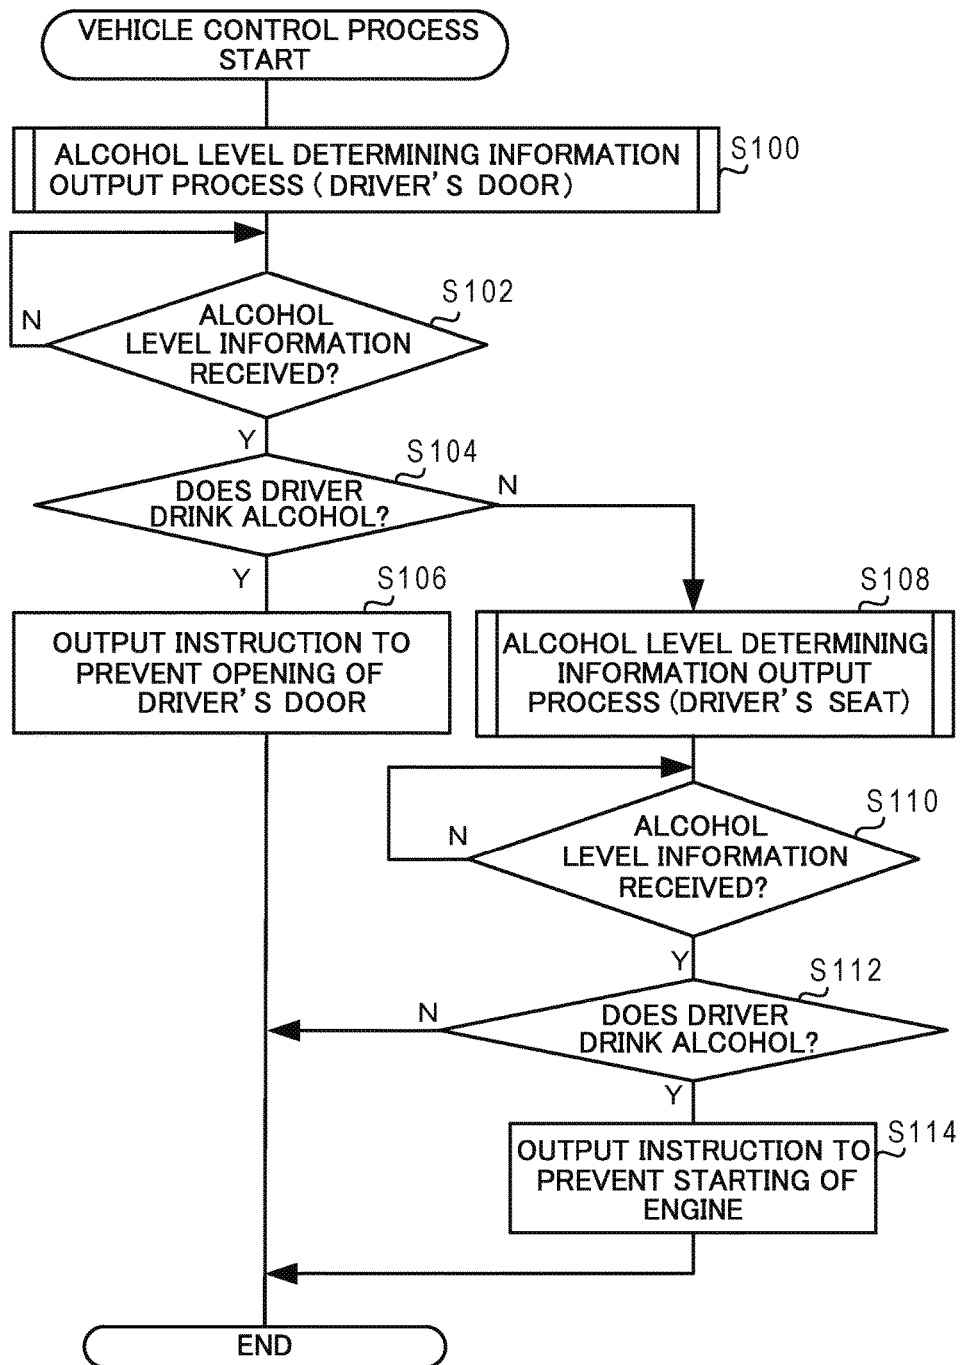 VEHICLE CONTROL PROCESS
START
ALCOHOL LEVEL DETERMINING INFORMATION
OUTPUT PROCESS (DRIVER'S DOOR)
S100
S102
N
ALCOHOL
LEVEL INFORMATION
RECEIVED?
Y
S104
N
DOES DRIVER
DRINK ALCOHOL?
Y
S106
OUTPUT INSTRUCTION TO
PREVENT OPENING OF
DRIVER'S DOOR
S108
ALCOHOL LEVEL DETERMINING
INFORMATION OUTPUT
PROCESS (DRIVER'S SEAT)
S110
N
ALCOHOL
LEVEL INFORMATION
RECEIVED?
Y
S112
N
DOES DRIVER
DRINK ALCOHOL?
Y
S114
OUTPUT INSTRUCTION TO
PREVENT STARTING OF
ENGINE
END